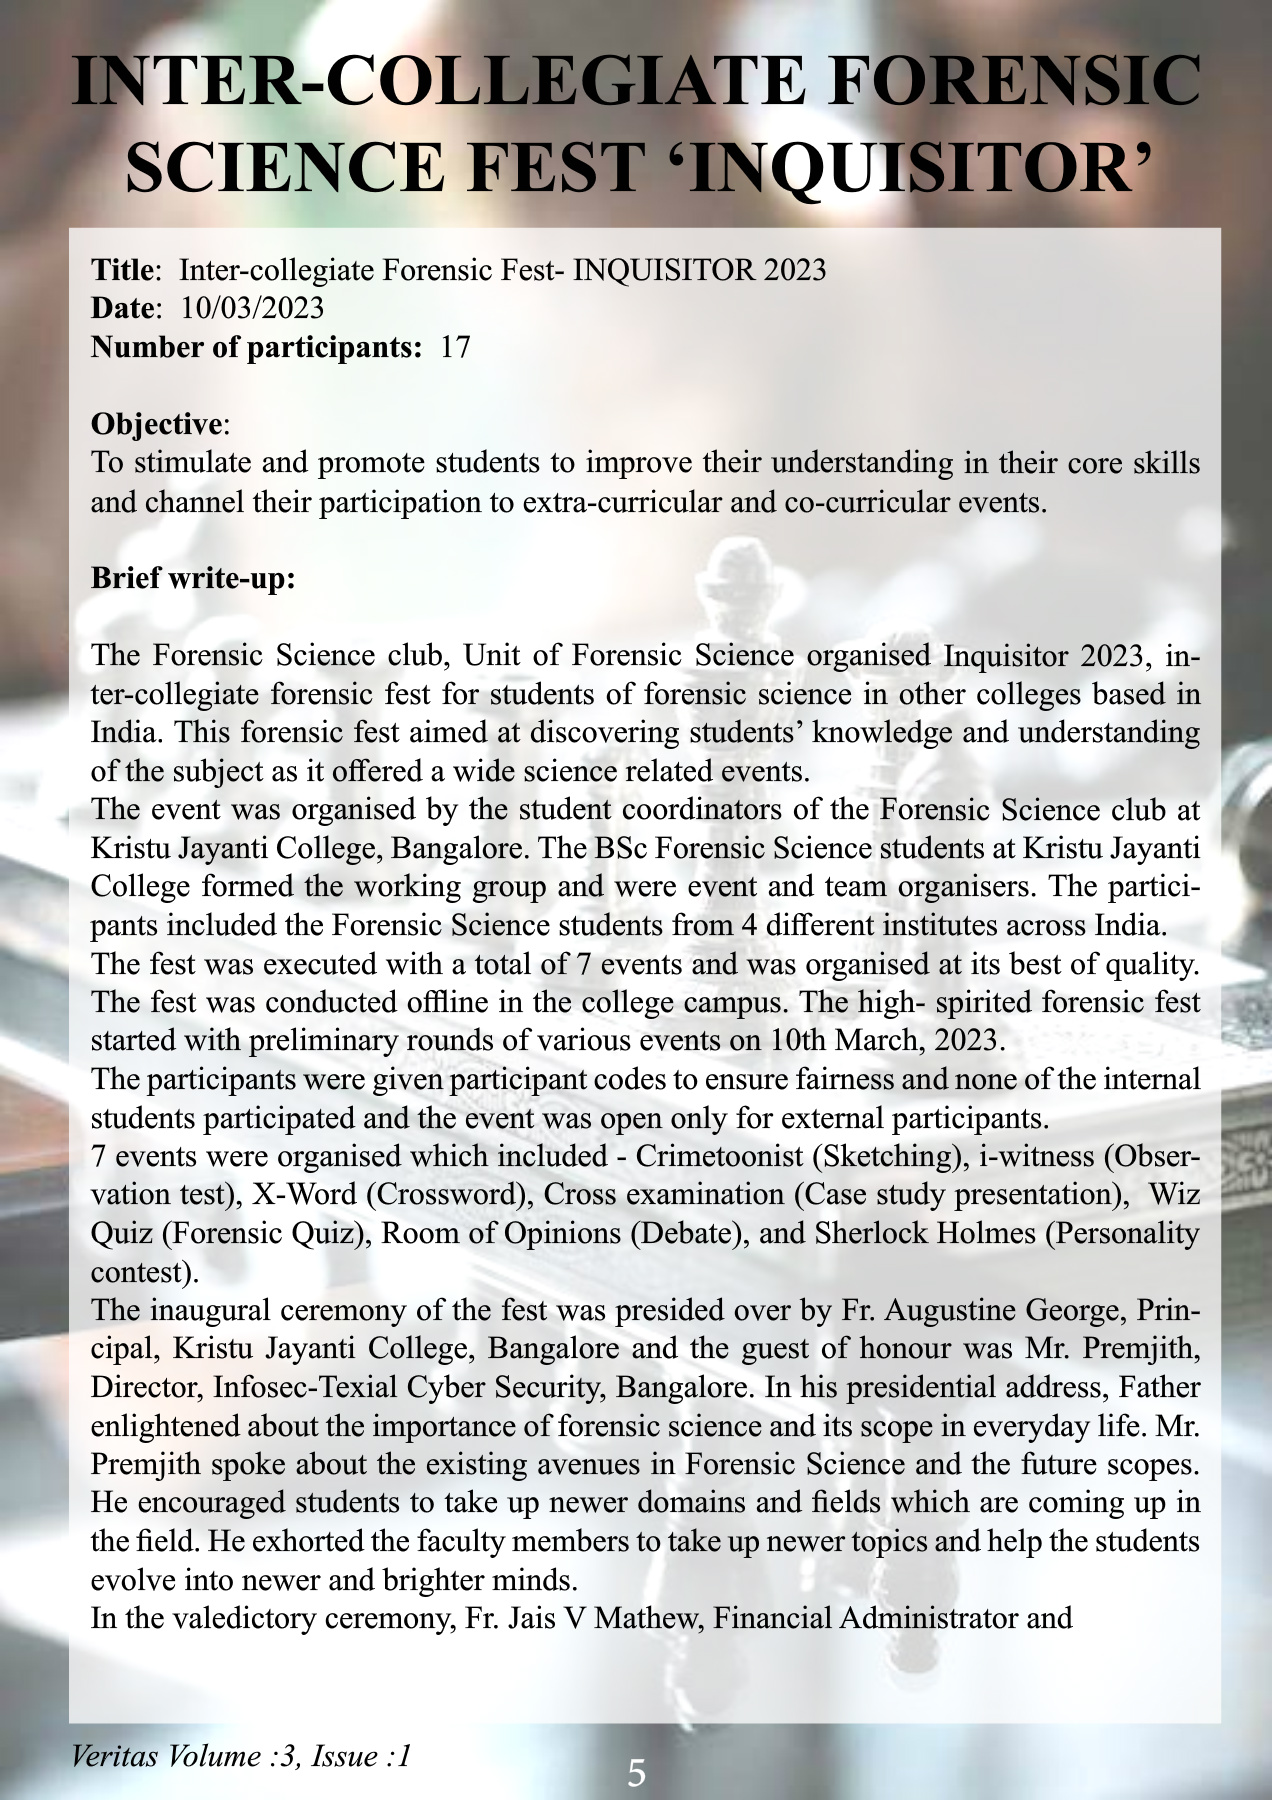 INTER-COLLEGIATE FORENSIC
SCIENCE FEST ‘INQUISITOR’
Title:  Inter-collegiate Forensic Fest- INQUISITOR 2023
Date:  10/03/2023
Number of participants:  17
Objective:
To stimulate and promote students to improve their understanding in their core skills
and channel their participation to extra-curricular and co-curricular events.
Brief write-up:
The Forensic Science club, Unit of Forensic Science organised Inquisitor 2023, in-
ter-collegiate forensic fest for students of forensic science in other colleges based in
India. This forensic fest aimed at discovering students’ knowledge and understanding
of the subject as it offered a wide science related events.
The event was organised by the student coordinators of the Forensic Science club at
Kristu Jayanti College, Bangalore. The BSc Forensic Science students at Kristu Jayanti
College formed the working group and were event and team organisers. The partici-
pants included the Forensic Science students from 4 different institutes across India.
The fest was executed with a total of 7 events and was organised at its best of quality.
The fest was conducted offline in the college campus. The high- spirited forensic fest
started with preliminary rounds of various events on 10th March, 2023.
The participants were given participant codes to ensure fairness and none of the internal
students participated and the event was open only for external participants.
7 events were organised which included - Crimetoonist (Sketching), i-witness (Obser-
vation test), X-Word (Crossword), Cross examination (Case study presentation),  Wiz
Quiz (Forensic Quiz), Room of Opinions (Debate), and Sherlock Holmes (Personality
contest).
The inaugural ceremony of the fest was presided over by Fr. Augustine George, Prin-
cipal, Kristu Jayanti College, Bangalore and the guest of honour was Mr. Premjith,
Director, Infosec-Texial Cyber Security, Bangalore. In his presidential address, Father
enlightened about the importance of forensic science and its scope in everyday life. Mr.
Premjith spoke about the existing avenues in Forensic Science and the future scopes.
He encouraged students to take up newer domains and fields which are coming up in
the field. He exhorted the faculty members to take up newer topics and help the students
evolve into newer and brighter minds.
In the valedictory ceremony, Fr. Jais V Mathew, Financial Administrator and
Veritas Volume :3, Issue :1
5